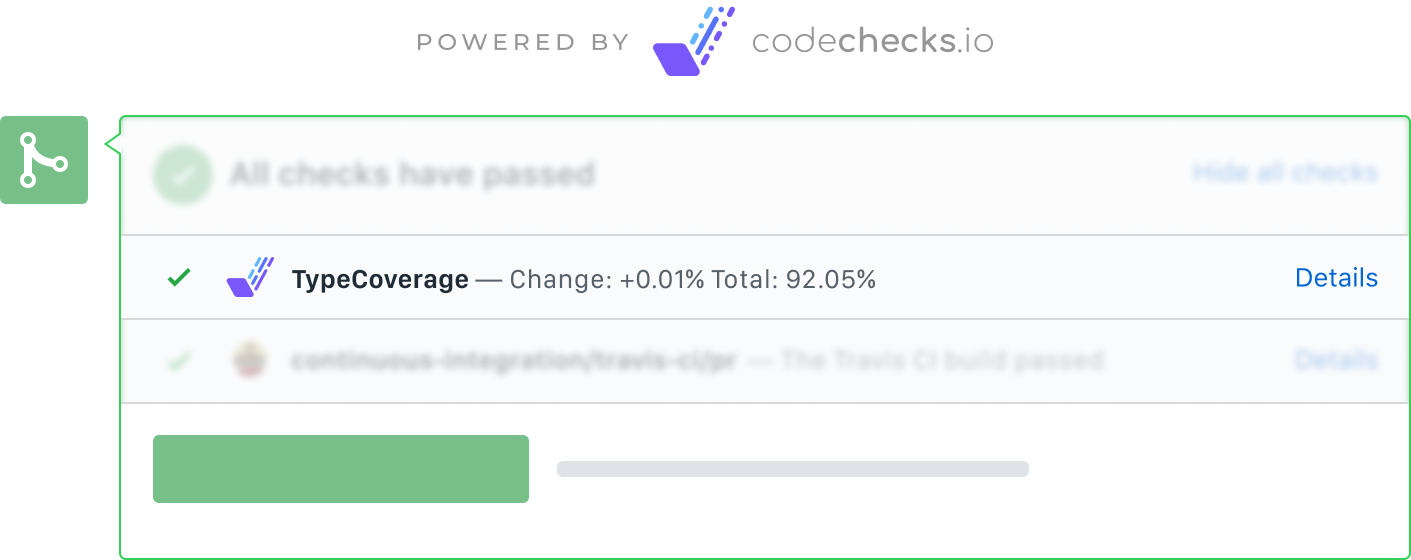 POWERED BY codechecks.io
All checks have passed Hide all checks
TypeCoverage — Change: +0.01% Total: 92.05% Details
continuous-integration/travis-ci/pr — The Travis CI build passed Details